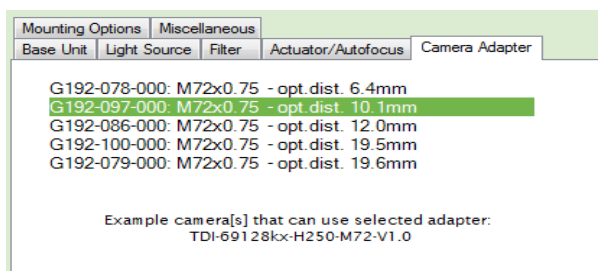 Mounting Options Miscellaneous
Base Unit Light Source Filter Actuator/Autofocus Camera Adapter
G192-078-000: M72x0.75 - opt.dist. 6.4mm
G192-097-000: M72x0.75 - opt.dist. 10.1mm
G192-086-000: M72x0.75 - opt.dist. 12.0mm
G192-100-000: M72x0.75 - opt.dist. 19.5mm
G192-079-000: M72x0.75 - opt.dist. 19.6mm
Example camera[s] that can use selected adapter:
TDI-69128kx-H250-M72-V1.0